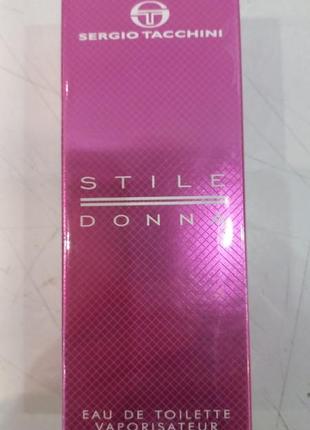 SERGIO TACCHINI
STILE
DONNA
EAU DE TOILETTE
VAPORISATEUR